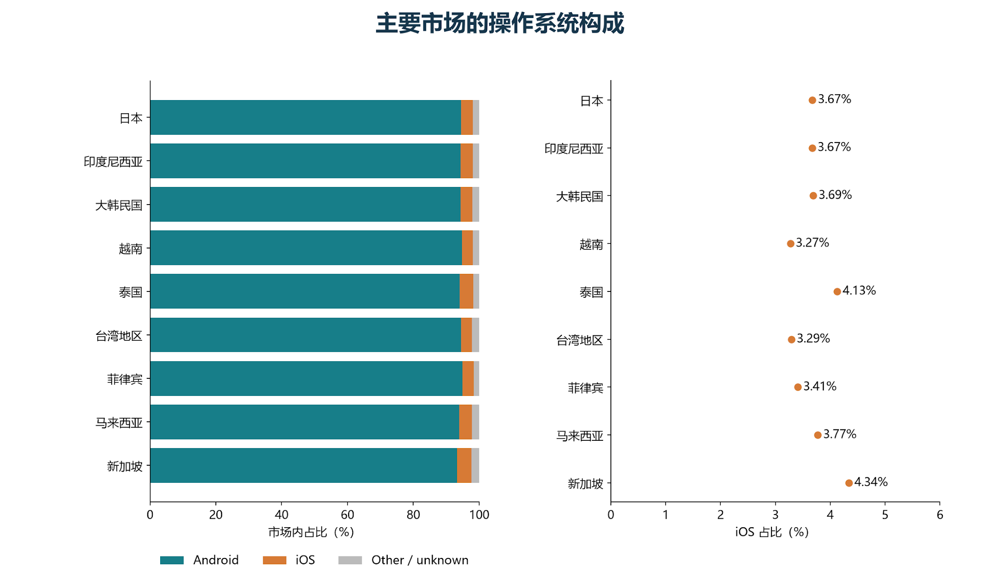 主要市场的操作系统构成
日本
印度尼西亚
大韩民国
越南
泰国
台湾地区
菲律宾
马来西亚
新加坡
0 20 40 60 80 100
市场内占比（%）
Android iOS Other / unknown
日本 3.67%
印度尼西亚 3.67%
大韩民国 3.69%
越南 3.27%
泰国 4.13%
台湾地区 3.29%
菲律宾 3.41%
马来西亚 3.77%
新加坡 4.34%
0 1 2 3 4 5 6
iOS 占比（%）